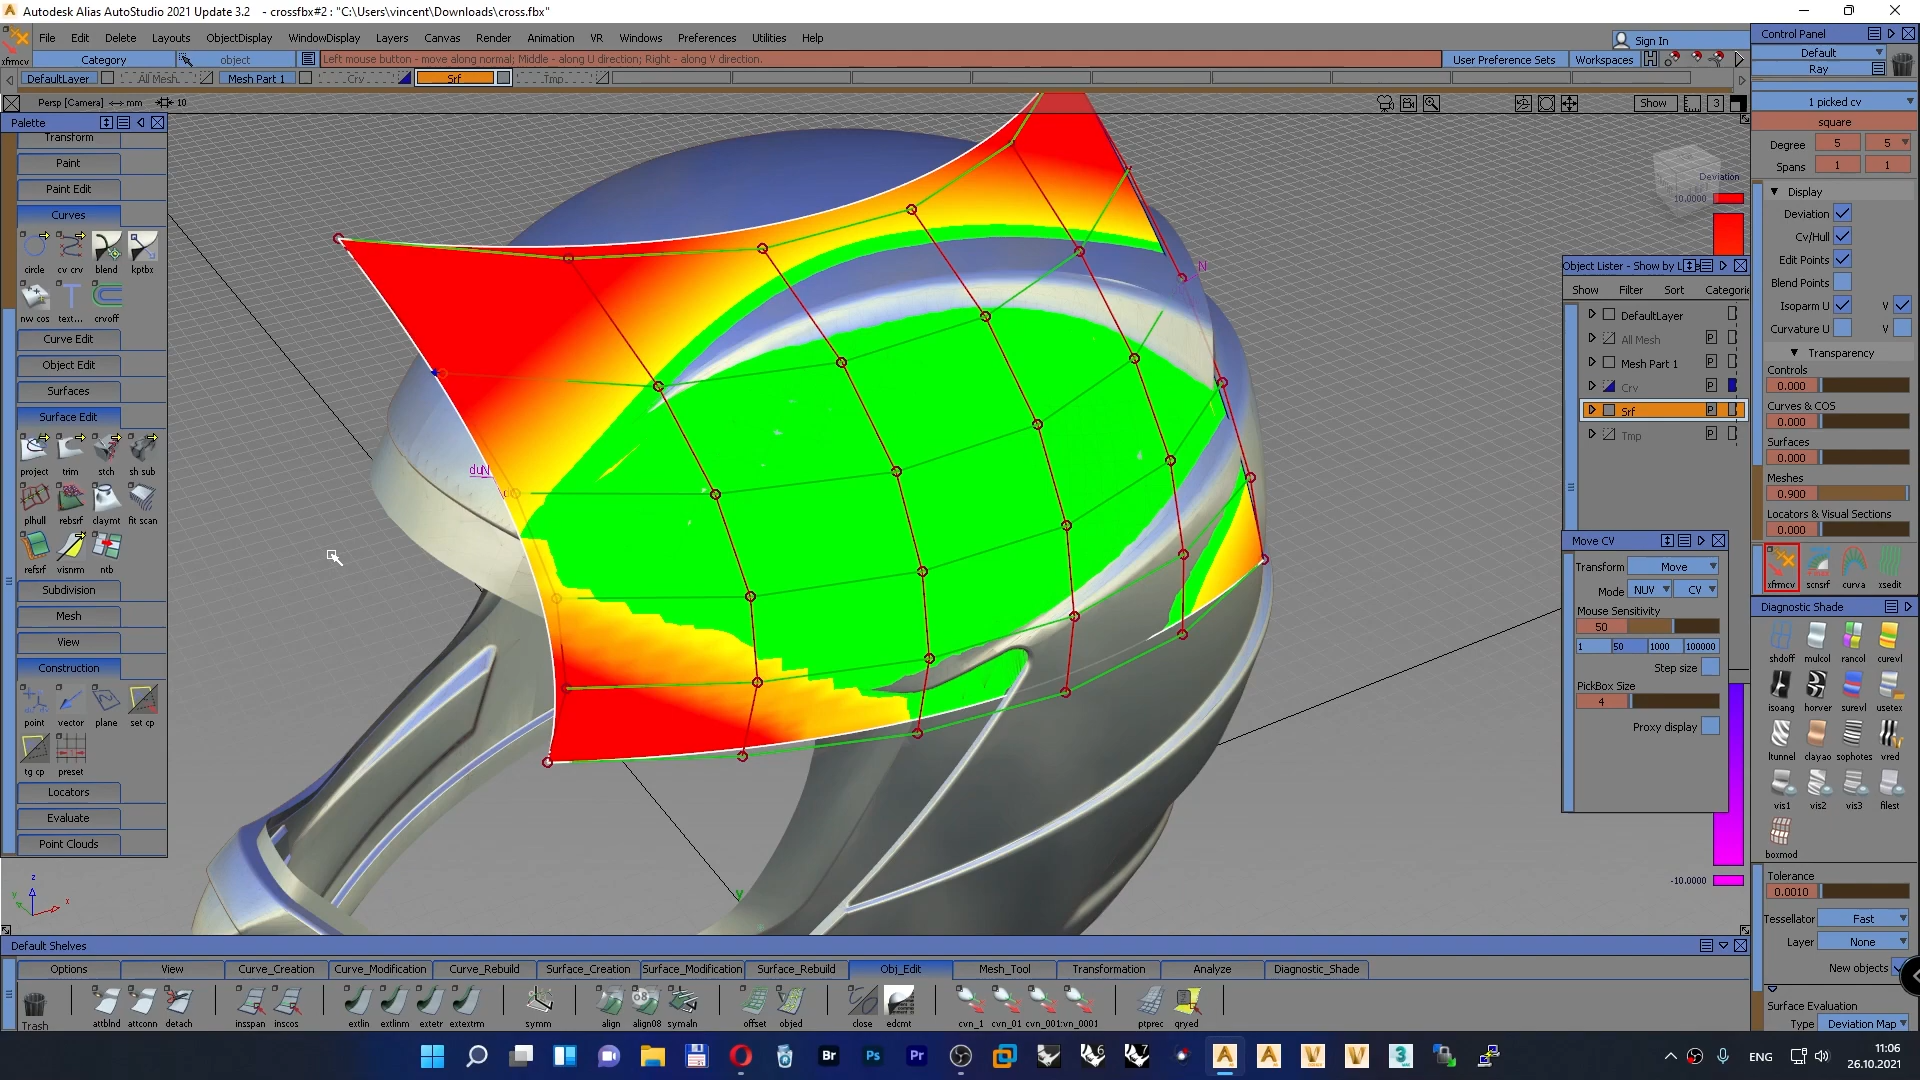 Autodesk Alias AutoStudio 2021 Update 3.2 - crossfbx#2 : "C:\Users\vincent\Downloads\cross.fbx"
xfrmcv File Edit Delete Layouts ObjectDisplay WindowDisplay Layers Canvas Render Animation VR Windows Preferences Utilities Help Sign In
Category object Left mouse button - move along normal; Middle - along U direction; Right - along V direction. User Preference Sets Workspaces
DefaultLayer All Mesh Mesh Part 1 Crv Srf Tmp
Persp [Camera] mm 10 Show 3
Palette
Transform
Paint
Paint Edit
Curves
circle cv crv blend kptbx
nw cos text... crvoff
Curve Edit
Object Edit
Surfaces
Surface Edit
project trim stch sh sub
plhull rebsrf claymt fit scan
refsrf visnrm ntb
Subdivision
Mesh
View
Construction
point vector plane set cp
tg cp preset
Locators
Evaluate
Point Clouds
z
y x
N
N
u
y
Deviation
10.0000
-10.0000
Control Panel
Default
Ray
1 picked cv
square
Degree 5 5
Spans 1 1
Display
Deviation
Cv/Hull
Edit Points
Blend Points
Isoparm U V
Curvature U V
Transparency
Controls
0.000
Curves & COS
0.000
Surfaces
0.000
Meshes
0.900
Locators & Visual Sections
0.000
xfrmcv scnsrf curva xsedit
Object Lister - Show by L
Show Filter Sort Categorie
DefaultLayer
All Mesh P
Mesh Part 1 P
Crv P
Srf P
Tmp P
Move CV
Transform Move
Mode NUV CV
Mouse Sensitivity
50
1 50 1000 100000
Step size
PickBox Size
4
Proxy display
Diagnostic Shade
shdoff mulcol rancol curevl
isoang horver surevl usetex
ltunnel clayao sophotes vred
vis1 vis2 vis3 filest
boxmod
Tolerance
0.0010
Tessellator Fast
Layer None
New objects
Surface Evaluation
Type Deviation Map
Default Shelves
Options View Curve_Creation Curve_Modification Curve_Rebuild Surface_Creation Surface_Modification Surface_Rebuild Obj_Edit Mesh_Tool Transformation Analyze Diagnostic_Shade
Trash attblnd attconn detach insspan inscos extlin extlinm extetr extextrm symm align align08 symaln offset objed close edcmt cvn_1 cvn_01 cvn_001 vn_0001 ptprec qryed
Br Ps Pr 6 7 3 ENG 11:06
26.10.2021